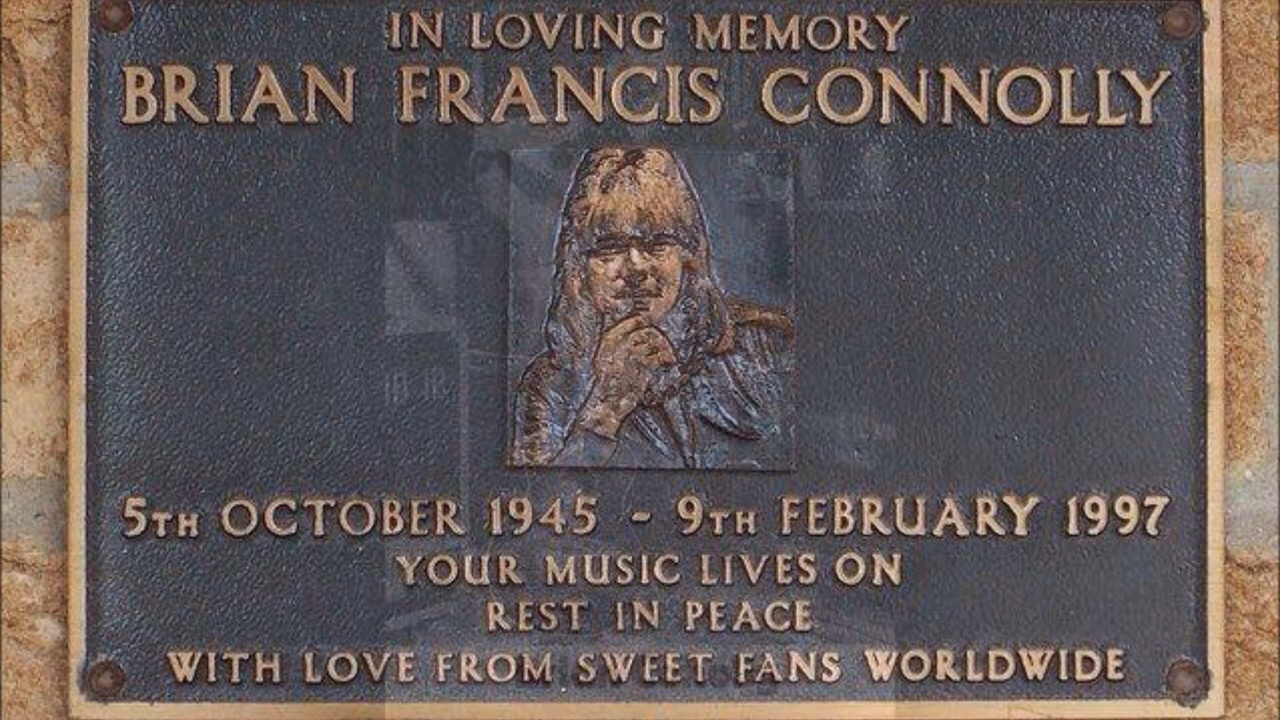 IN LOVING MEMORY
BRIAN FRANCIS CONNOLLY
5TH OCTOBER 1945 - 9TH FEBRUARY 1997
YOUR MUSIC LIVES ON
REST IN PEACE
WITH LOVE FROM SWEET FANS WORLDWIDE